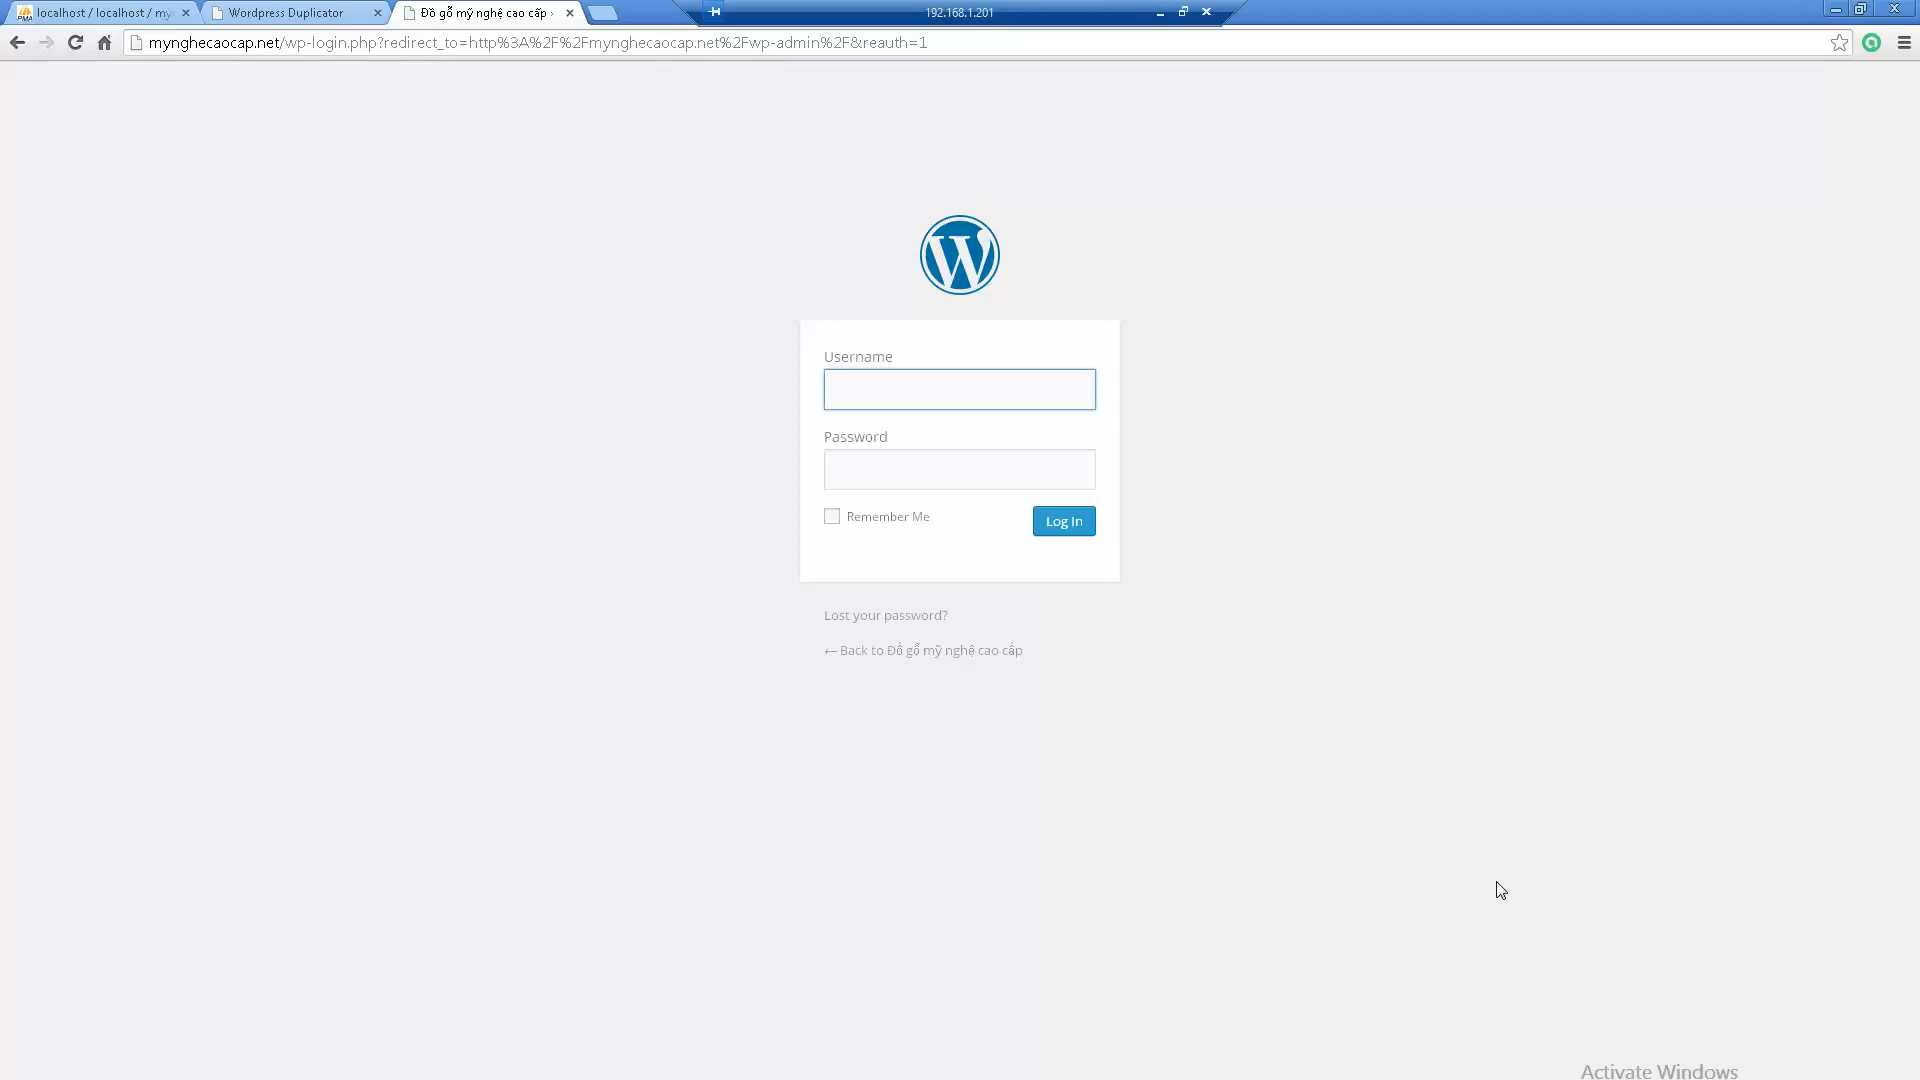 localhost / localhost / my
Wordpress Duplicator
Đồ gỗ mỹ nghệ cao cấp ›
192.168.1.201
mynghecaocap.net/wp-login.php?redirect_to=http%3A%2F%2Fmynghecaocap.net%2Fwp-admin%2F&reauth=1
Username
Password
Remember Me
Log In
Lost your password?
← Back to Đồ gỗ mỹ nghệ cao cấp
Activate Windows